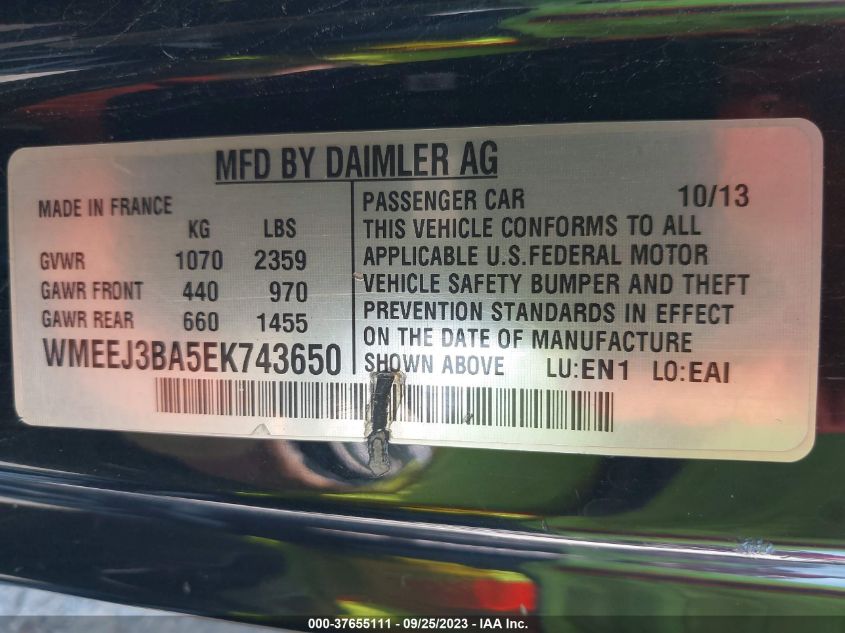 MFD BY DAIMLER AG
MADE IN FRANCE
KG LBS
GVWR 1070 2359
GAWR FRONT 440 970
GAWR REAR 660 1455
WMEEJ3BA5EK743650
PASSENGER CAR 10/13
THIS VEHICLE CONFORMS TO ALL
APPLICABLE U.S.FEDERAL MOTOR
VEHICLE SAFETY BUMPER AND THEFT
PREVENTION STANDARDS IN EFFECT
ON THE DATE OF MANUFACTURE
SHOWN ABOVE LU:EN1 LO:EAI
000-37655111 - 09/25/2023 - IAA Inc.